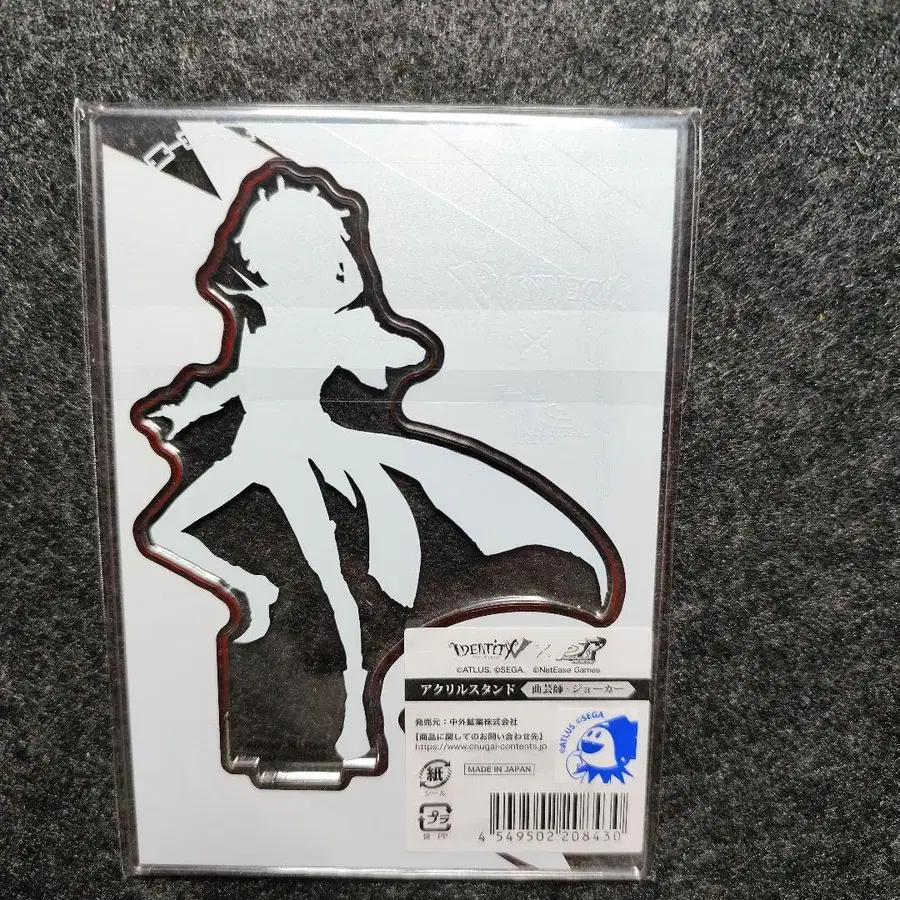 IDENTITY
×
IDENTITY V × P5R
©ATLUS. ©SEGA. ©NetEase Games
アクリルスタンド 曲芸師・ジョーカー
発売元：中外鉱業株式会社
【商品に関してのお問い合わせ先】
https://www.chugai-contents.jp
紙
シール
MADE IN JAPAN
©ATLUS. ©SEGA
プラ
袋：PP
4 549502 208430